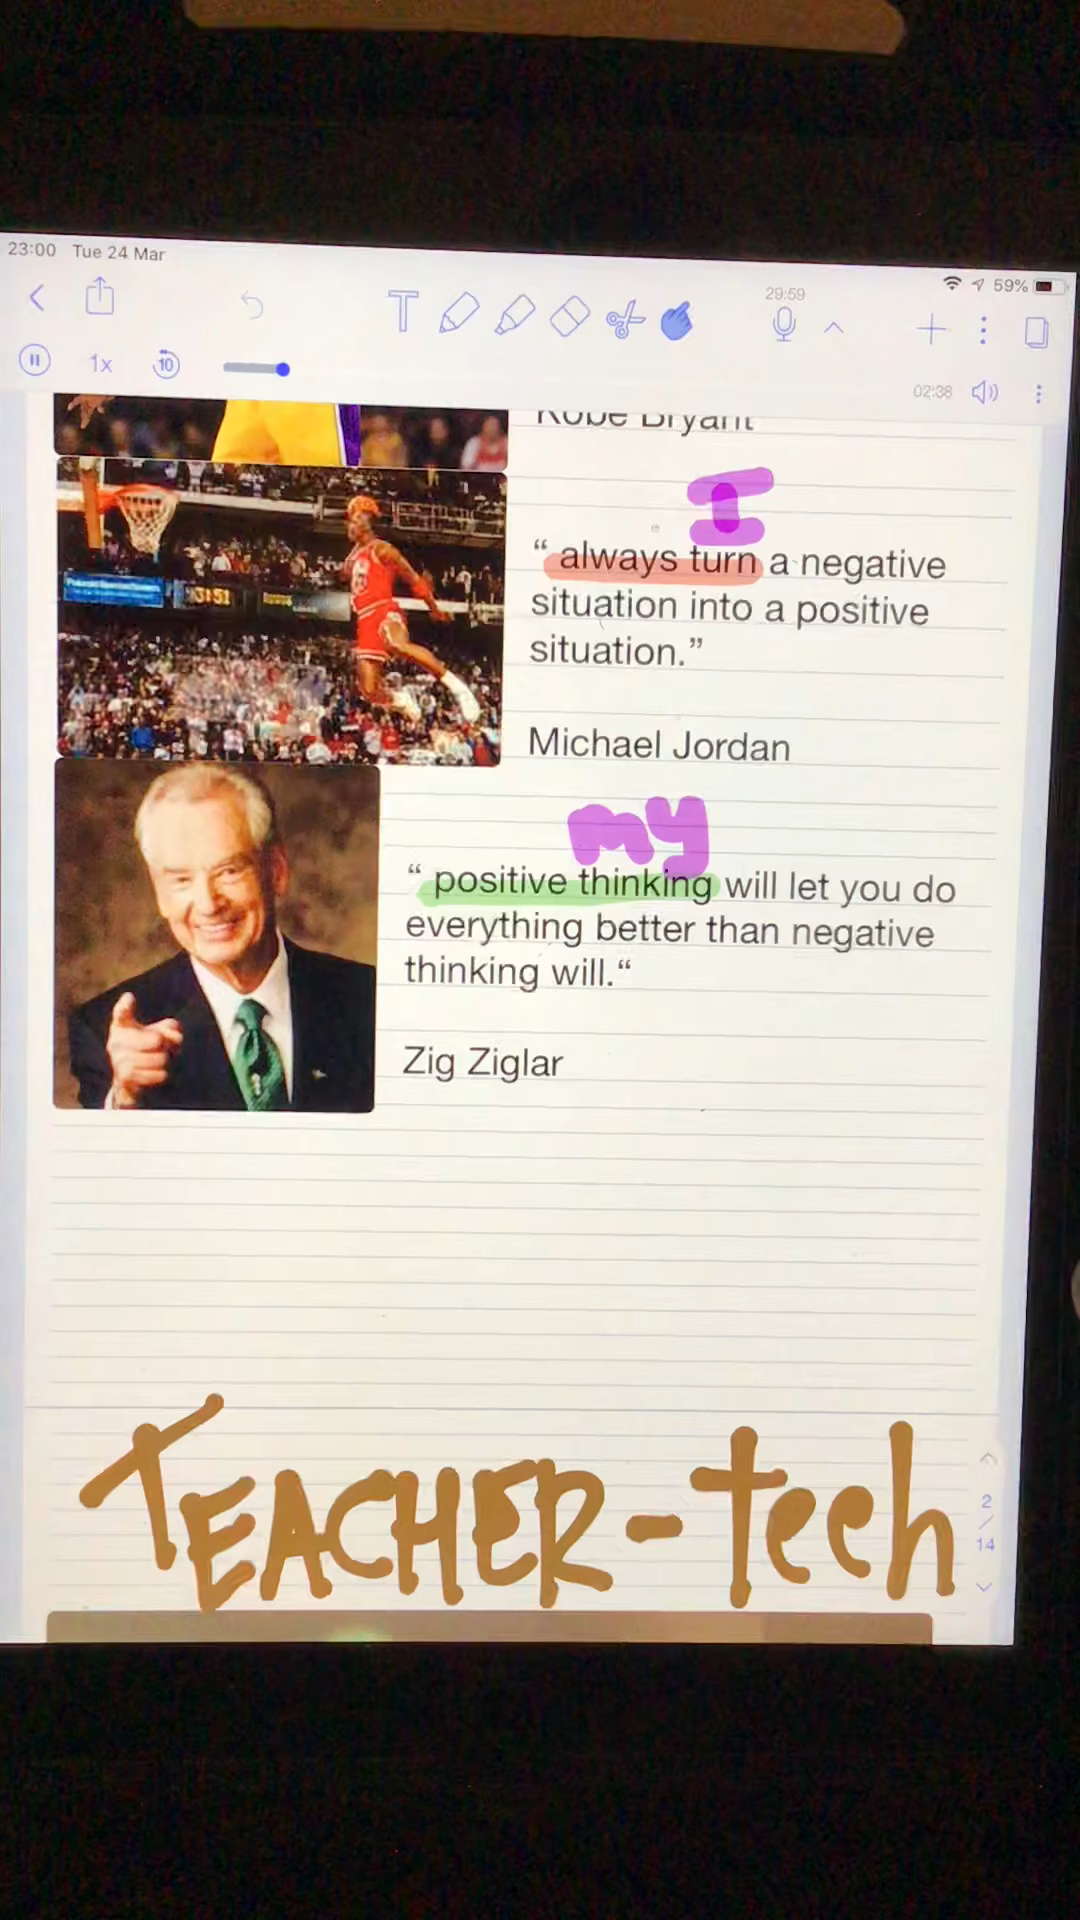 23:00 Tue 24 Mar
59%
29:59
T
1x
10
02:38
Kobe Bryant
I
“ always turn a negative
situation into a positive
situation.”
Michael Jordan
my
“ positive thinking will let you do
everything better than negative
thinking will.“
Zig Ziglar
2
/
14
TEACHER-tech